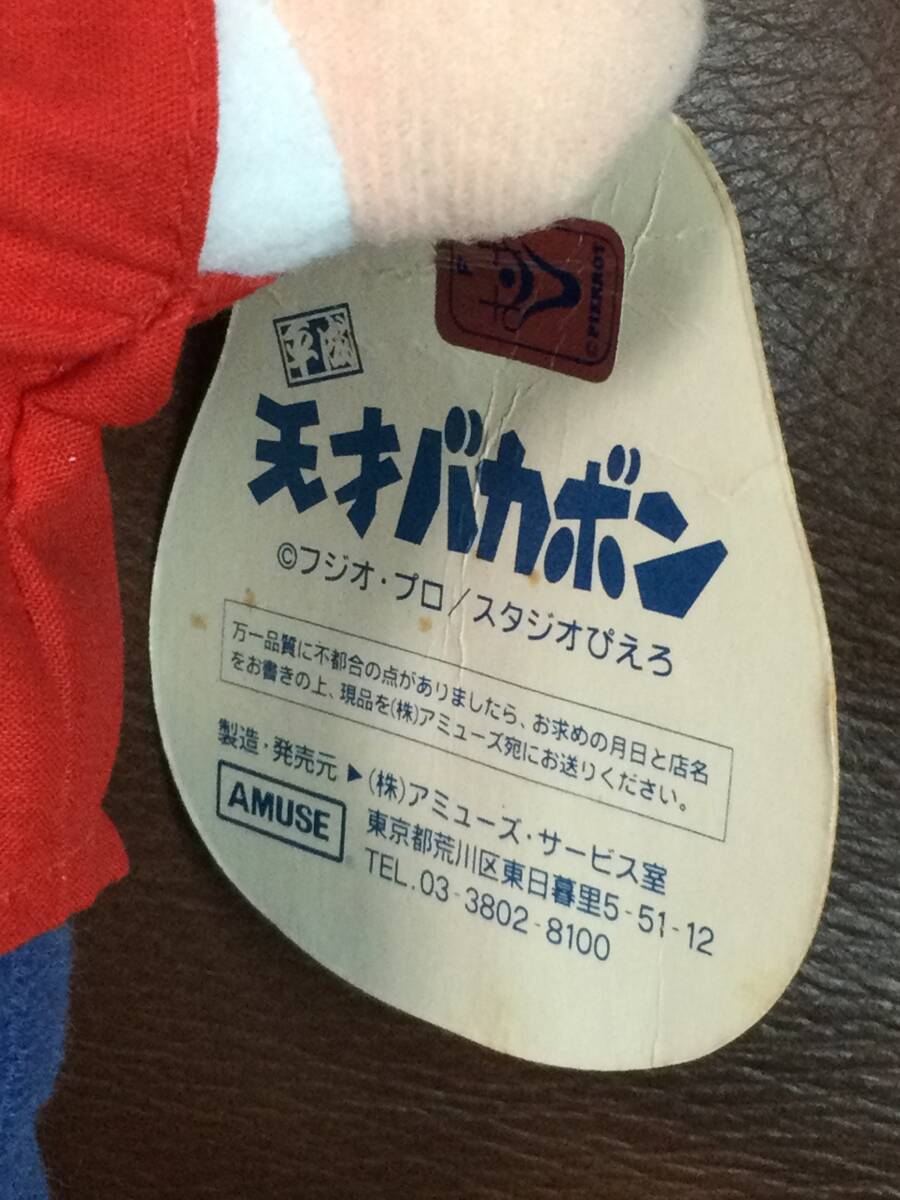 ©PIERROT
天才バカボン
©フジオ・プロ/スタジオぴえろ
万一品質に不都合の点がありましたら、お求めの月日と店名
をお書きの上、現品を(株)アミューズ宛にお送りください。
製造・発売元▶(株)アミューズ・サービス室
AMUSE
東京都荒川区東日暮里5-51-12
TEL.03-3802-8100